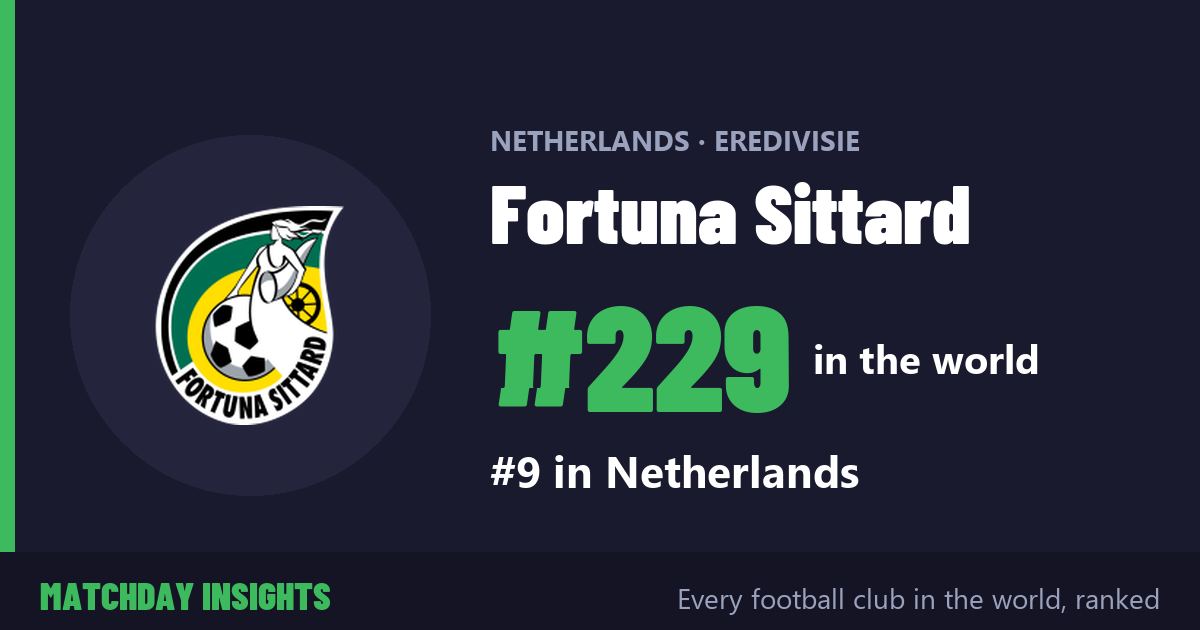 NETHERLANDS · EREDIVISIE
Fortuna Sittard
#229 in the world
#9 in Netherlands
FORTUNA SITTARD
MATCHDAY INSIGHTS
Every football club in the world, ranked